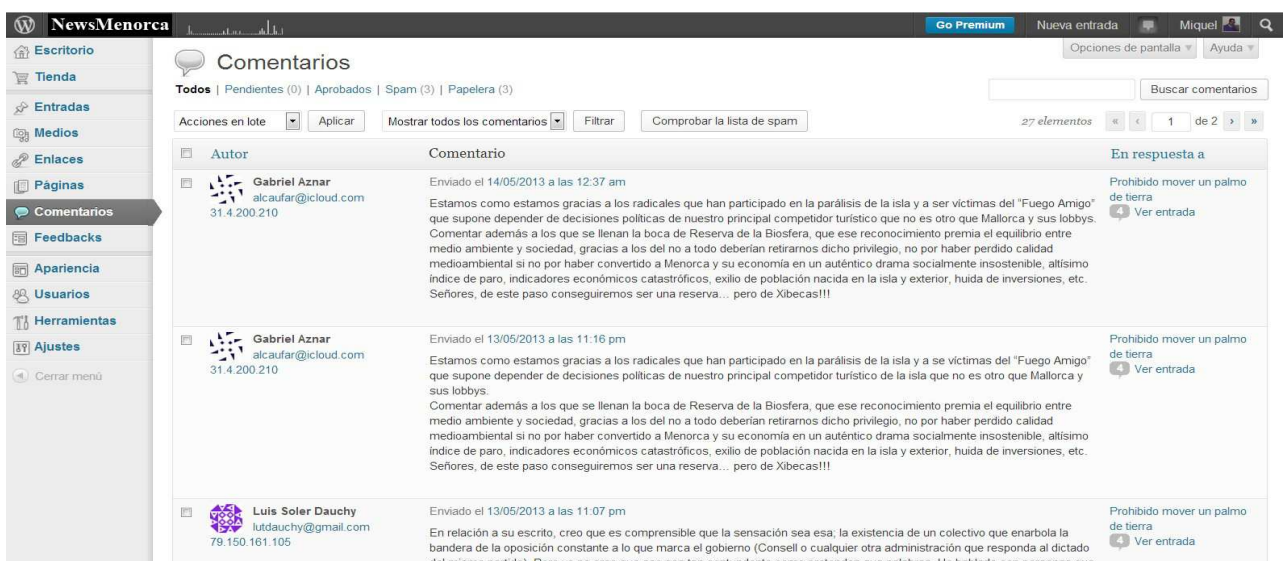 NewsMenorca Go Premium Nueva entrada Miquel
Opciones de pantalla Ayuda
Escritorio
Tienda
Entradas
Medios
Enlaces
Páginas
Comentarios
Feedbacks
Apariencia
Usuarios
Herramientas
Ajustes
Cerrar menú
Comentarios
Todos | Pendientes (0) | Aprobados | Spam (3) | Papelera (3)
Buscar comentarios
Acciones en lote Aplicar Mostrar todos los comentarios Filtrar Comprobar la lista de spam 27 elementos « ‹ 1 de 2 › »
Autor Comentario En respuesta a
Gabriel Aznar
alcaufar@icloud.com
31.4.200.210
Enviado el 14/05/2013 a las 12:37 am
Estamos como estamos gracias a los radicales que han participado en la parálisis de la isla y a ser víctimas del "Fuego Amigo"
que supone depender de decisiones políticas de nuestro principal competidor turístico que no es otro que Mallorca y sus lobbys.
Comentar además a los que se llenan la boca de Reserva de la Biosfera, que ese reconocimiento premia el equilibrio entre
medio ambiente y sociedad, gracias a los del no a todo deberían retirarnos dicho privilegio, no por haber perdido calidad
medioambiental si no por haber convertido a Menorca y su economía en un auténtico drama socialmente insostenible, altísimo
índice de paro, indicadores económicos catastróficos, exilio de población nacida en la isla y exterior, huida de inversiones, etc.
Señores, de este paso conseguiremos ser una reserva… pero de Xibecas!!!
Prohibido mover un palmo
de tierra
4 Ver entrada
Gabriel Aznar
alcaufar@icloud.com
31.4.200.210
Enviado el 13/05/2013 a las 11:16 pm
Estamos como estamos gracias a los radicales que han participado en la parálisis de la isla y a se víctimas del "Fuego Amigo"
que supone depender de decisiones políticas de nuestro principal competidor turístico de la isla que no es otro que Mallorca y
sus lobbys.
Comentar además a los que se llenan la boca de Reserva de la Biosfera, que ese reconocimiento premia el equilibrio entre
medio ambiente y sociedad, gracias a los del no a todo deberían retirarnos dicho privilegio, no por haber perdido calidad
medioambiental si no por haber convertido a Menorca y su economía en un auténtico drama socialmente insostenible, altísimo
índice de paro, indicadores económicos catastróficos, exilio de población nacida en la isla y exterior, huida de inversiones, etc.
Señores, de este paso conseguiremos ser una reserva… pero de Xibecas!!!
Prohibido mover un palmo
de tierra
4 Ver entrada
Luis Soler Dauchy
lutdauchy@gmail.com
79.150.161.105
Enviado el 13/05/2013 a las 11:07 pm
En relación a su escrito, creo que es comprensible que la sensación sea esa; la existencia de un colectivo que enarbola la
bandera de la oposición constante a lo que marca el gobierno (Consell o cualquier otra administración que responda al dictado
Prohibido mover un palmo
de tierra
4 Ver entrada